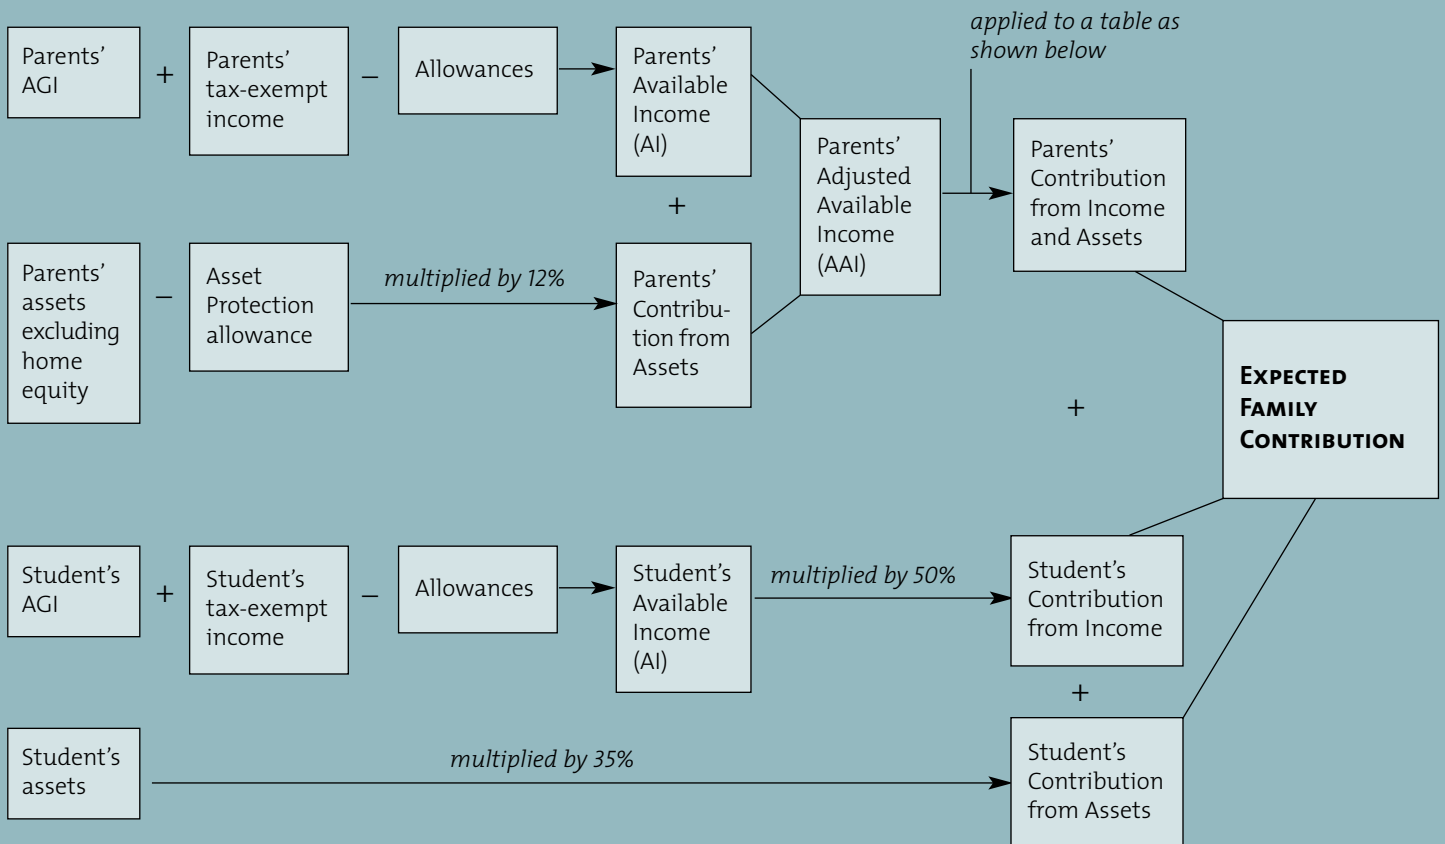 applied to a table as
shown below
Parents’
AGI
+
Parents’
tax-exempt
income
–
Allowances
Parents’
Available
Income
(AI)
+
Parents’
assets
excluding
home
equity
–
Asset
Protection
allowance
multiplied by 12%
Parents’
Contribu-
tion from
Assets
Parents’
Adjusted
Available
Income
(AAI)
Parents’
Contribution
from Income
and Assets
+
EXPECTED
FAMILY
CONTRIBUTION
Student’s
AGI
+
Student’s
tax-exempt
income
–
Allowances
Student’s
Available
Income
(AI)
multiplied by 50%
Student’s
Contribution
from Income
+
Student’s
assets
multiplied by 35%
Student’s
Contribution
from Assets